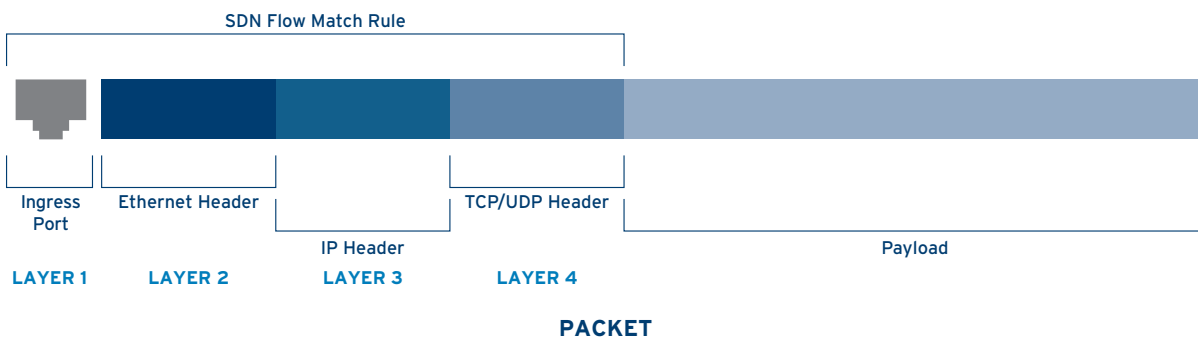 SDN Flow Match Rule
Ingress
Port
Ethernet Header
IP Header
TCP/UDP Header
Payload
LAYER 1
LAYER 2
LAYER 3
LAYER 4
PACKET